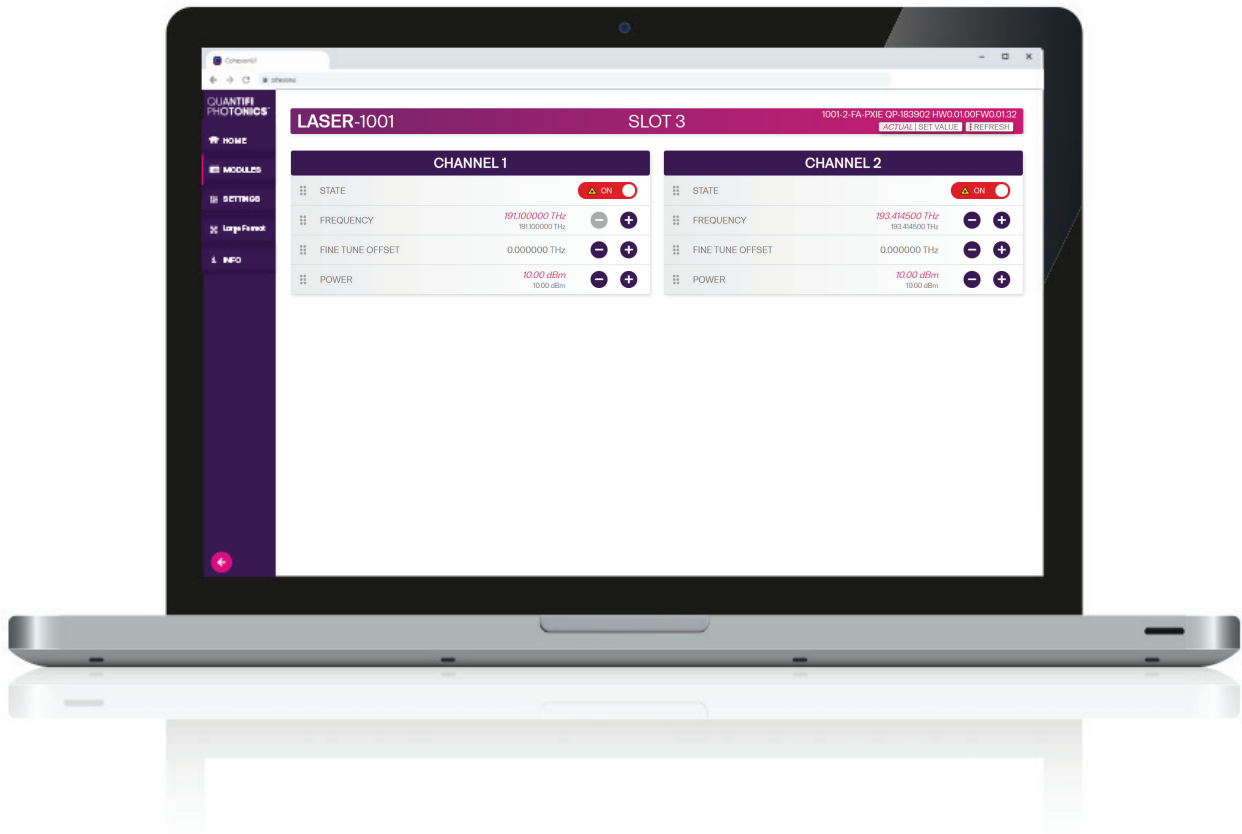 CohesionUI
cohesionui
QUANTIFI
PHOTONICS™
HOME
MODULES
SETTINGS
Large Format
INFO
LASER-1001
SLOT 3
1001-2-FA-PXIE QP-183902 HW0.01.00FW0.01.32
ACTUAL | SET VALUE
REFRESH
CHANNEL 1
STATE
ON
FREQUENCY
191.100000 THz
191.100000 THz
FINE TUNE OFFSET
0.000000 THz
POWER
10.00 dBm
10.00 dBm
CHANNEL 2
STATE
ON
FREQUENCY
193.414500 THz
193.414500 THz
FINE TUNE OFFSET
0.000000 THz
POWER
10.00 dBm
10.00 dBm